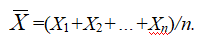 X̅ =(X₁+X₂+…+Xₙ)/n.